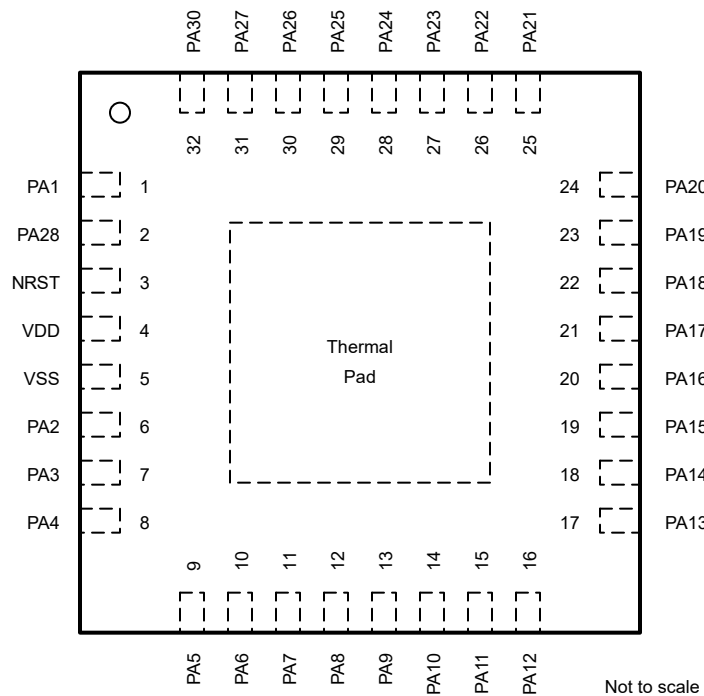 PA30
PA27
PA26
PA25
PA24
PA23
PA22
PA21
32
31
30
29
28
27
26
25
PA1 1
PA28 2
NRST 3
VDD 4
VSS 5
PA2 6
PA3 7
PA4 8
Thermal
Pad
24 PA20
23 PA19
22 PA18
21 PA17
20 PA16
19 PA15
18 PA14
17 PA13
9
10
11
12
13
14
15
16
PA5
PA6
PA7
PA8
PA9
PA10
PA11
PA12
Not to scale